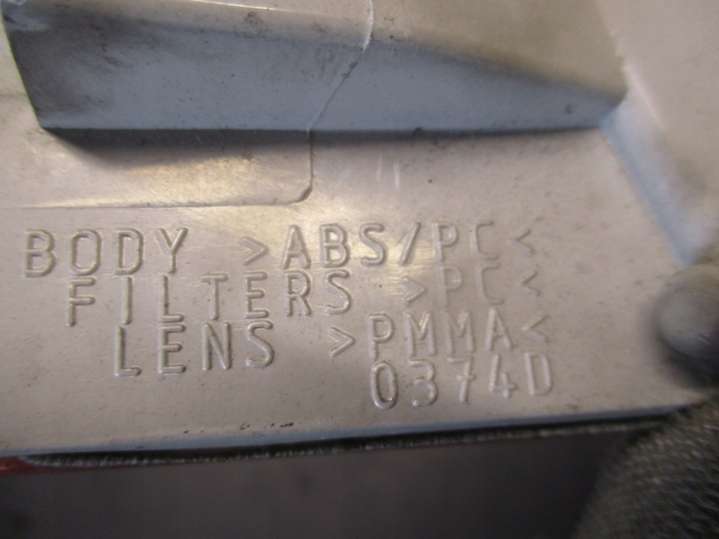 BODY >ABS/PC<
FILTERS >PC<
LENS >PMMA<
0374D